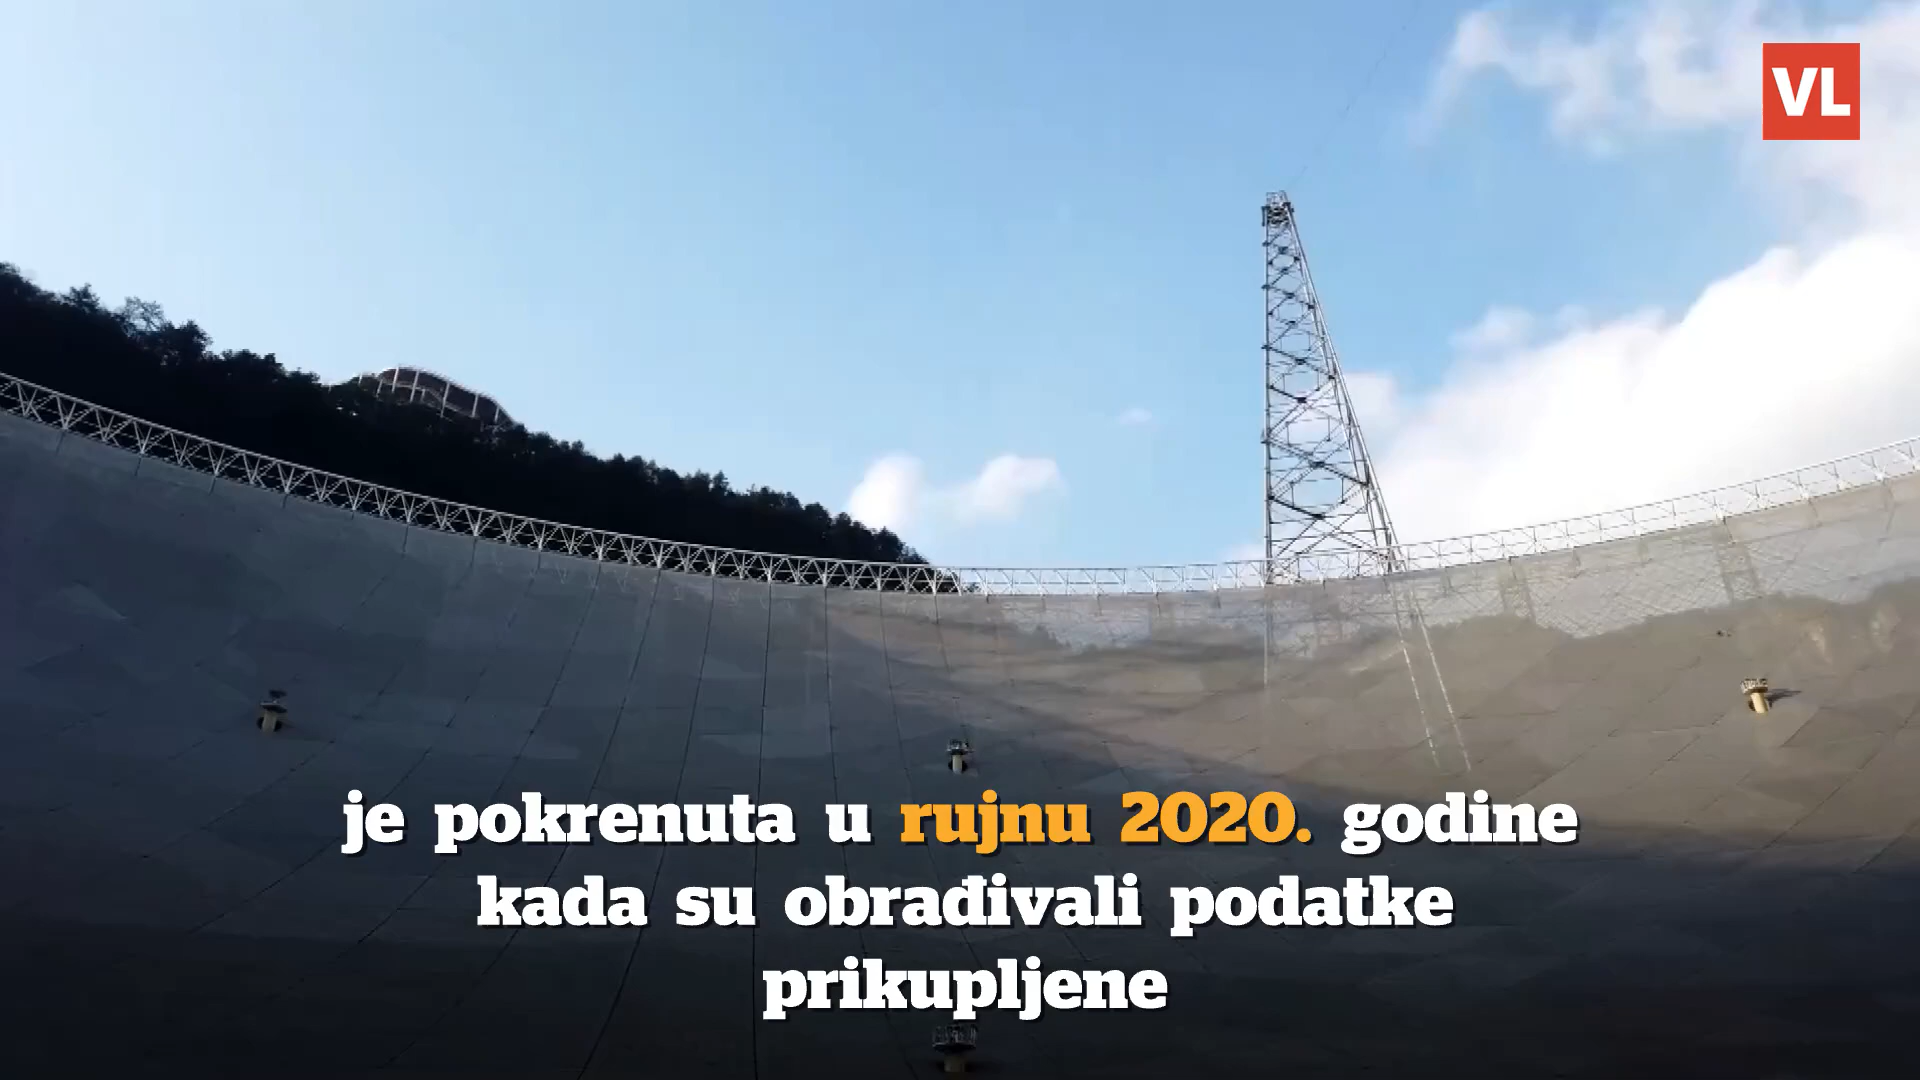 VL
je pokrenuta u rujnu 2020. godine
kada su obrađivali podatke
prikupljene